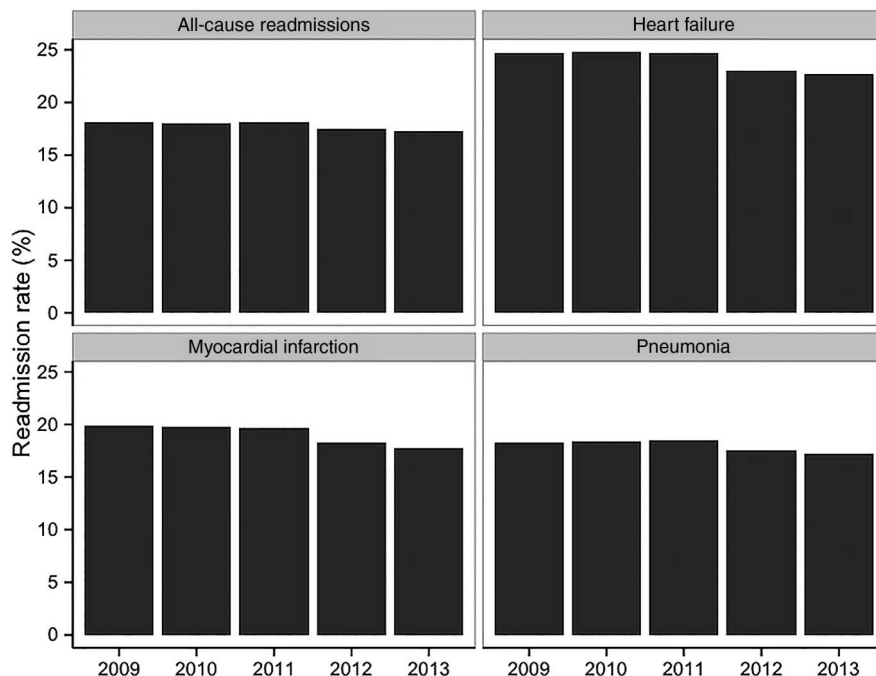 All-cause readmissions
Heart failure
25
20
15
10
5
0
Readmission rate (%)
Myocardial infarction
Pneumonia
25
20
15
10
5
0
2009 2010 2011 2012 2013
2009 2010 2011 2012 2013